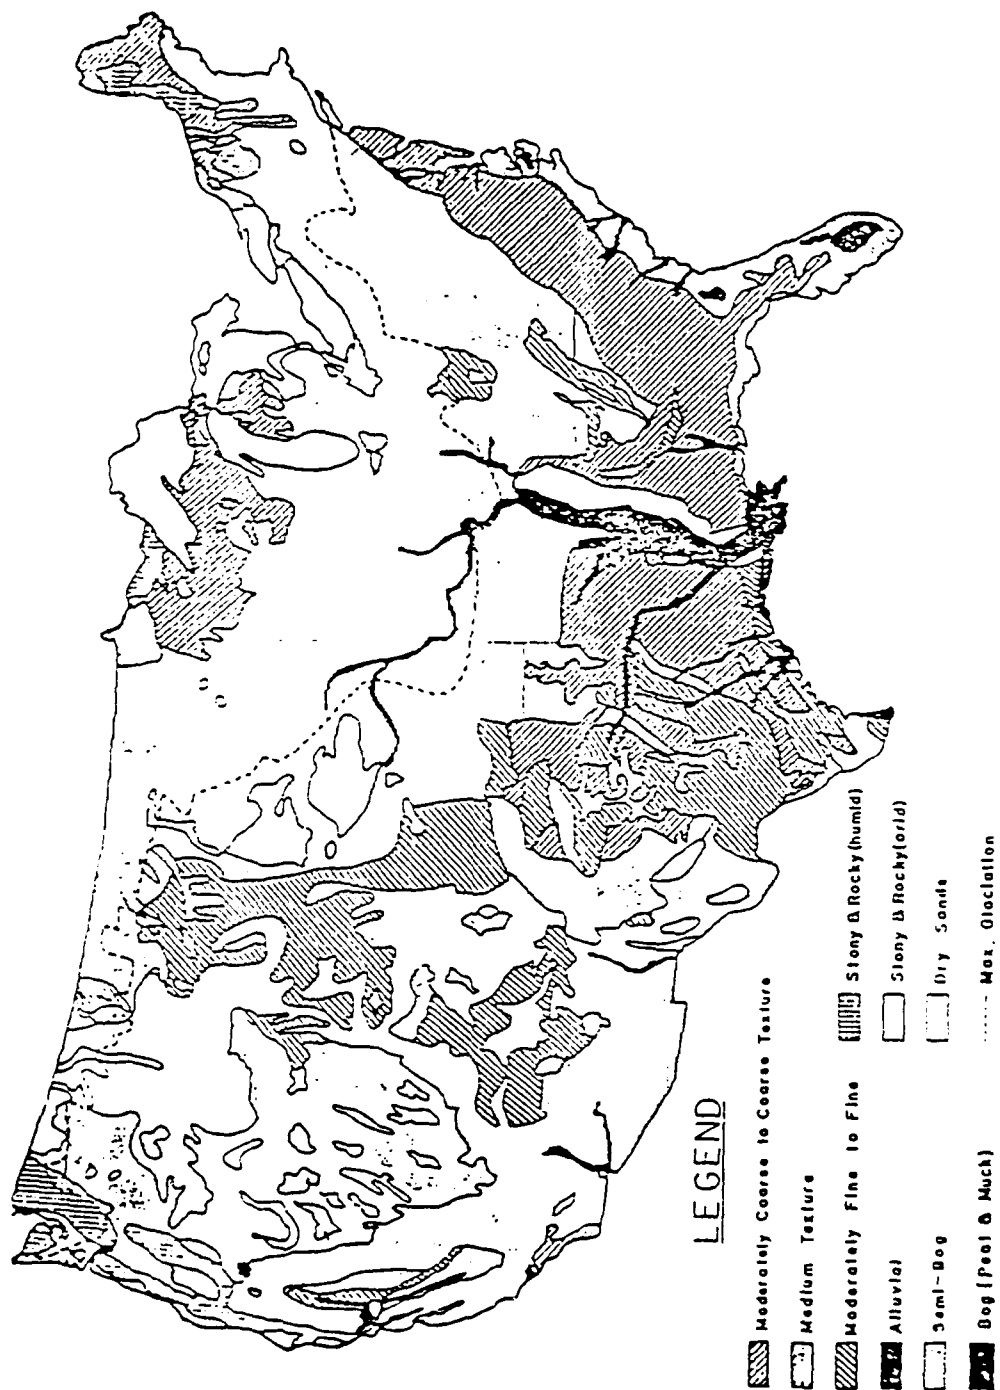 LEGEND
Moderately Coarse to Coarse Texture
Medium Texture
Moderately Fine to Fine
Alluvial
Semi-Bog
Bog (Peat & Muck)
Stony & Rocky (humid)
Stony & Rocky (arid)
Dry Sands
Max. Glaciation